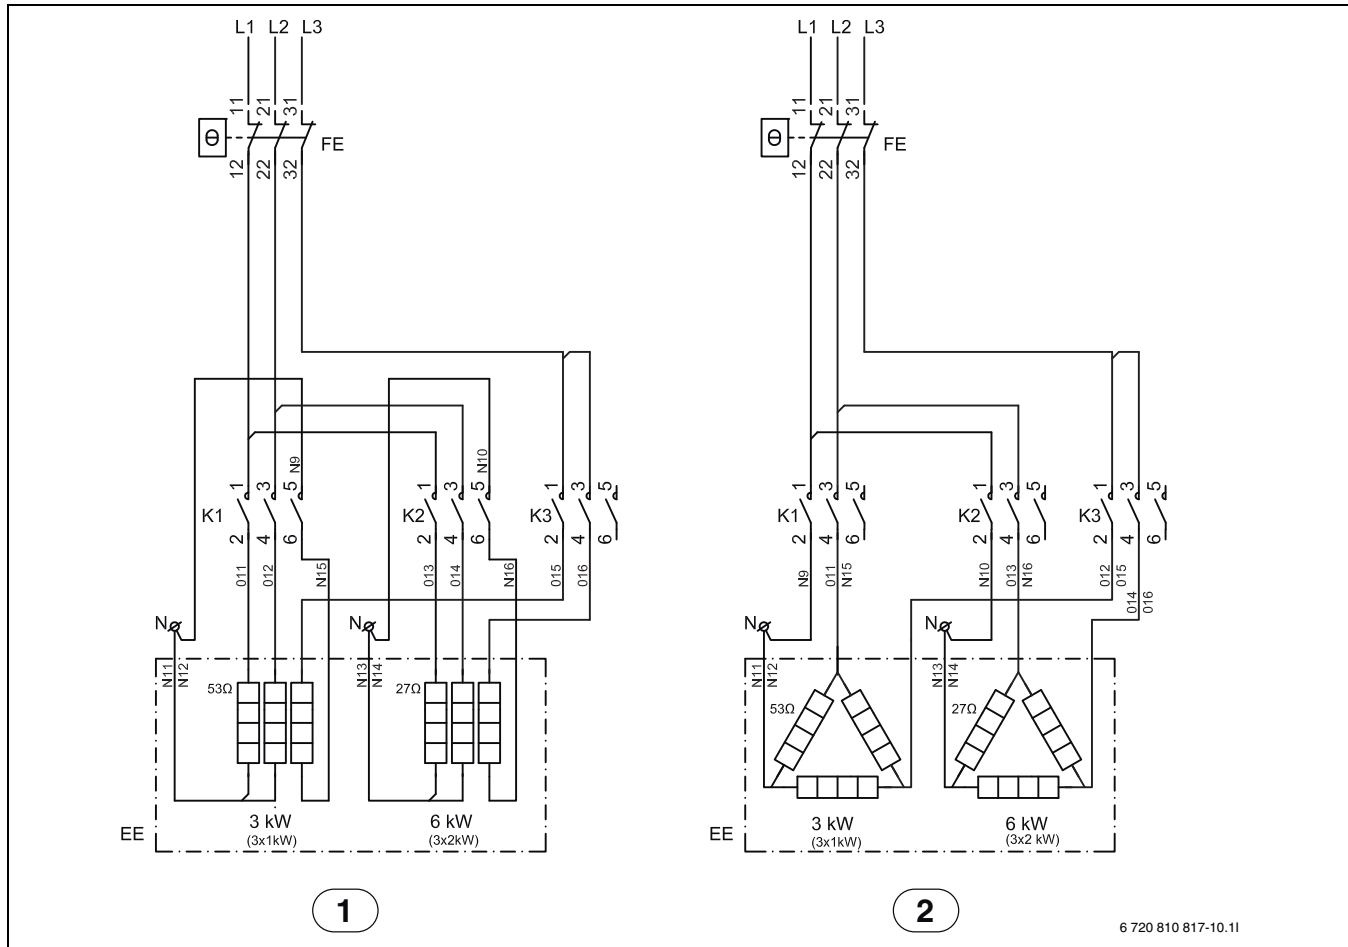 L1 L2 L3
11 21 31
Θ FE
12 22 32
N9 N10
1 3 5 1 3 5 1 3 5
K1 K2 K3
2 4 6 2 4 6 2 4 6
011 012 N15 013 014 N16 015 016
N N
N11 N12 N13 N14
53Ω 27Ω
3 kW 6 kW
EE (3x1kW) (3x2kW)
1
L1 L2 L3
11 21 31
Θ FE
12 22 32
1 3 5 1 3 5 1 3 5
K1 K2 K3
2 4 6 2 4 6 2 4 6
N9 011 N15 N10 013 N16 012 015
014 016
N N
N11 N12 N13 N14
53Ω 27Ω
3 kW 6 kW
EE (3x1kW) (3x2 kW)
2
6 720 810 817-10.1I